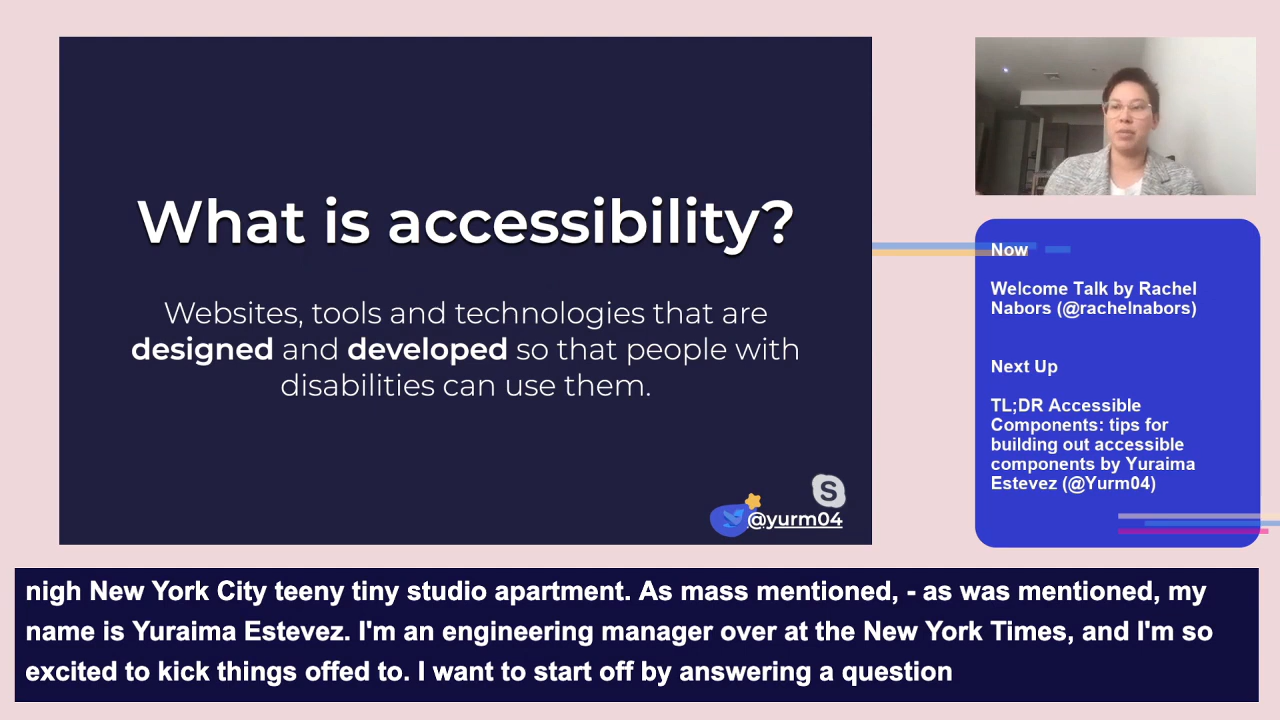 What is accessibility?
Websites, tools and technologies that are
designed and developed so that people with
disabilities can use them.
S
@yurm04
Now
Welcome Talk by Rachel
Nabors (@rachelnabors)
Next Up
TL;DR Accessible
Components: tips for
building out accessible
components by Yuraima
Estevez (@Yurm04)
nigh New York City teeny tiny studio apartment. As mass mentioned, - as was mentioned, my
name is Yuraima Estevez. I'm an engineering manager over at the New York Times, and I'm so
excited to kick things offed to. I want to start off by answering a question